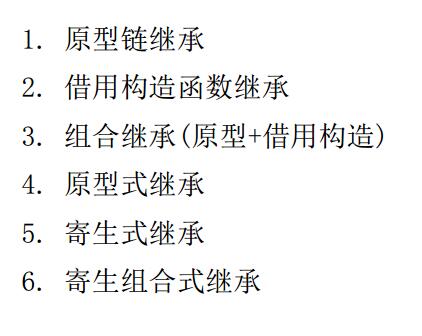 1. 原型链继承
2. 借用构造函数继承
3. 组合继承(原型+借用构造)
4. 原型式继承
5. 寄生式继承
6. 寄生组合式继承